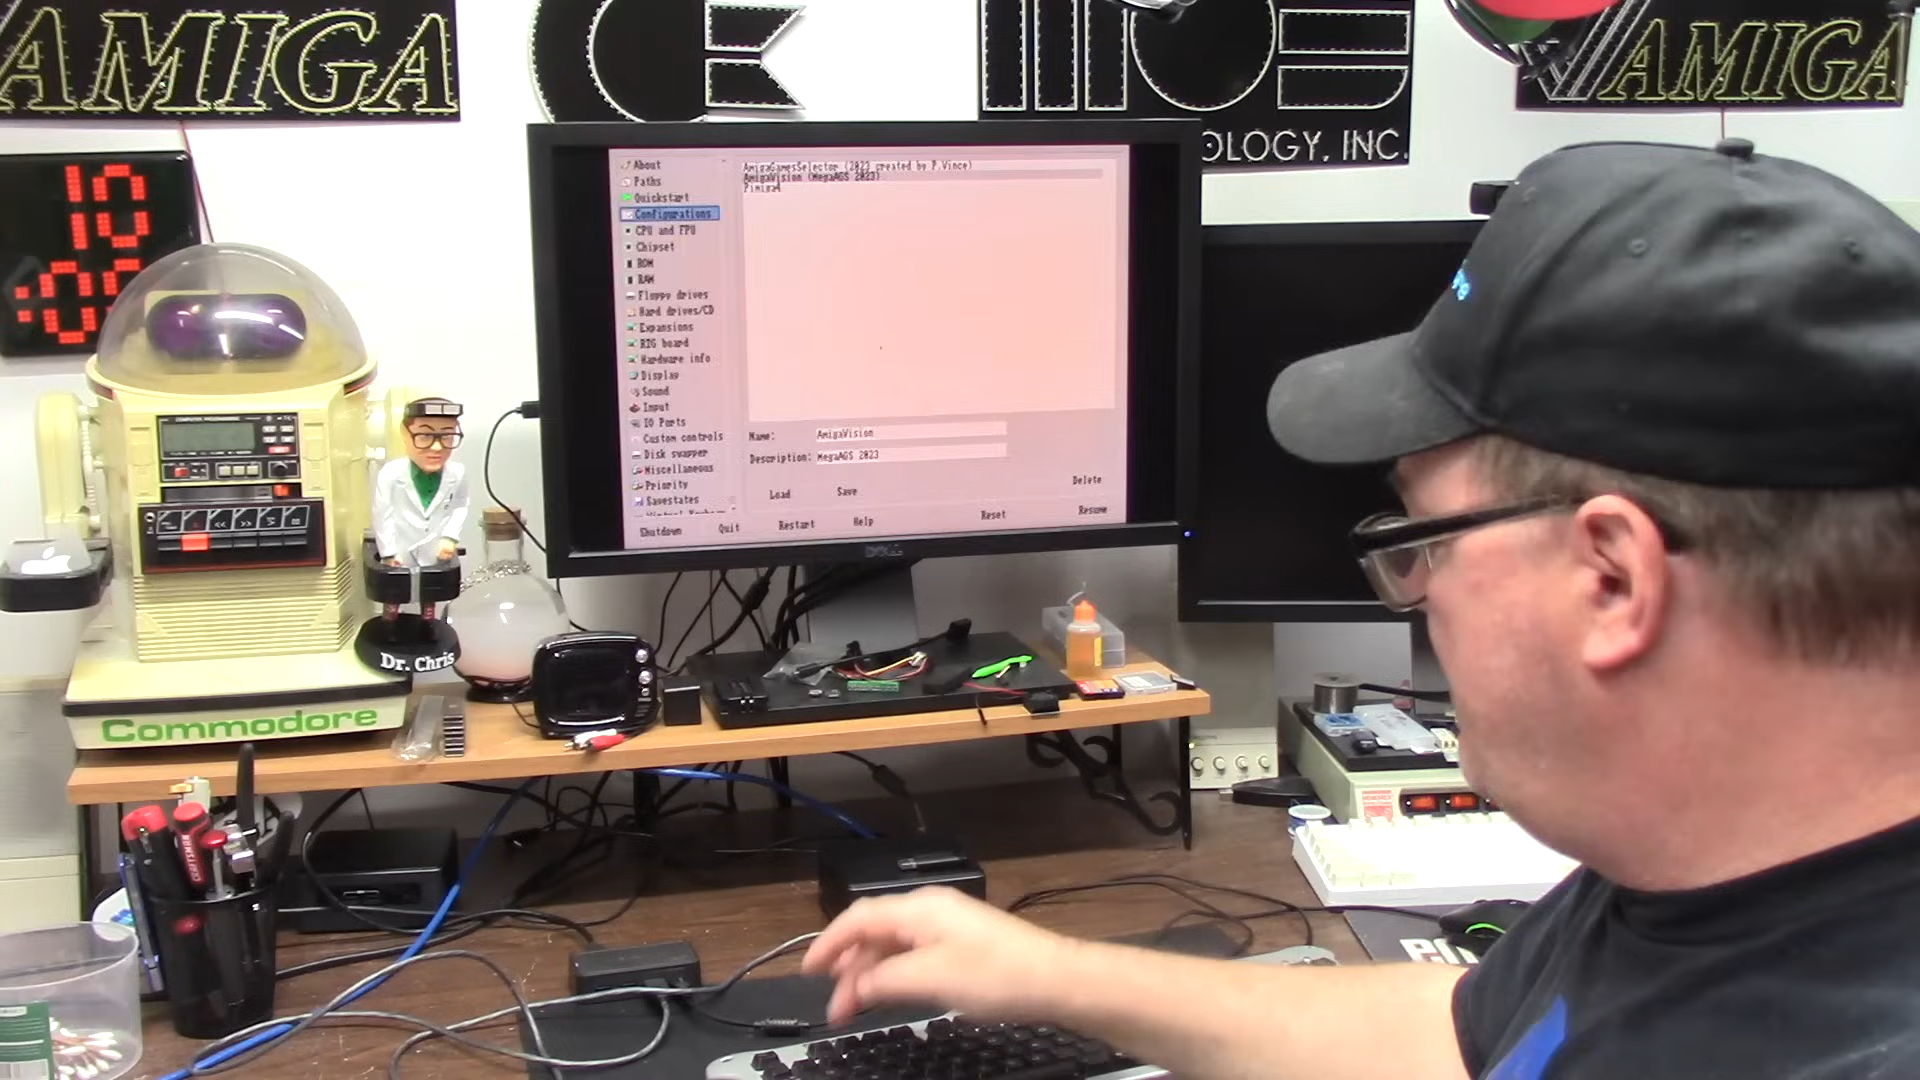 AMIGA
MOS
OLOGY, INC.
AMIGA
10
About
Paths
Quickstart
Configurations
CPU and FPU
Chipset
ROM
RAM
Floppy drives
Hard drives/CD
Expansions
RTG board
Hardware info
Display
Sound
Input
IO Ports
Custom controls
Disk swapper
Miscellaneous
Priority
Savestates
AmigaGamesSelector (2023 created by P.Vince)
AmigaVision (MegaAGS 2023)
Pimiga4
Name: AmigaVision
Description: MegaAGS 2023
Load Save Delete
Shutdown Quit Restart Help Reset Resume
DELL
Dr. Chris
Commodore
CRAFTSMAN